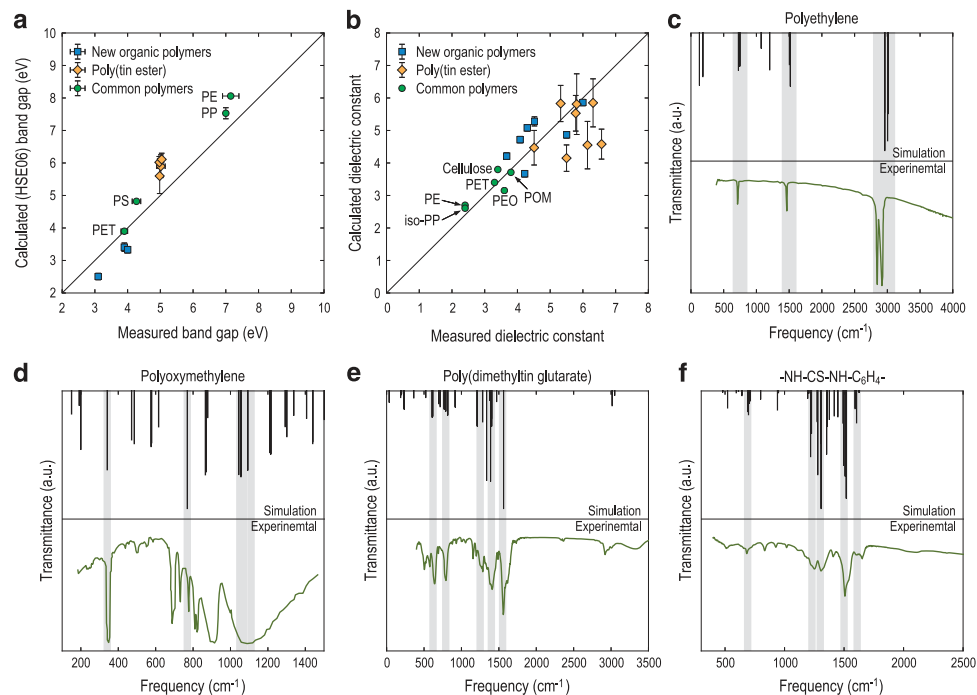 a
Calculated (HSE06) band gap (eV)
10
9
8
7
6
5
4
3
2
New organic polymers
Poly(tin ester)
Common polymers
PE
PP
PS
PET
2 3 4 5 6 7 8 9 10
Measured band gap (eV)
b
Calculated dielectric constant
8
7
6
5
4
3
2
1
0
New organic polymers
Poly(tin ester)
Common polymers
Cellulose
PET
PE
iso-PP
PEO
POM
0 1 2 3 4 5 6 7 8
Measured dielectric constant
c
Polyethylene
Transmittance (a.u.)
Simulation
Experinemtal
0 500 1000 1500 2000 2500 3000 3500 4000
Frequency (cm-1)
d
Polyoxymethylene
Transmittance (a.u.)
Simulation
Experinemtal
200 400 600 800 1000 1200 1400
Frequency (cm-1)
e
Poly(dimethyltin glutarate)
Transmittance (a.u.)
Simulation
Experinemtal
0 500 1000 1500 2000 2500 3000 3500
Frequency (cm-1)
f
-NH-CS-NH-C6H4-
Transmittance (a.u.)
Simulation
Experinemtal
500 1000 1500 2000 2500
Frequency (cm-1)